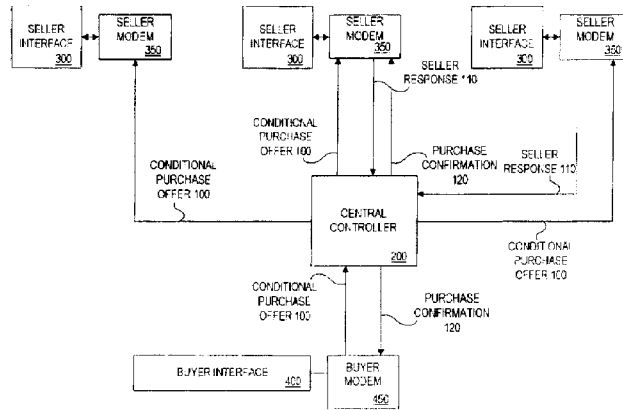 SELLER
INTERFACE
300
SELLER
MODEM
350
SELLER
INTERFACE
300
SELLER
MODEM
350
SELLER
INTERFACE
300
SELLER
MODEM
350
SELLER
RESPONSE 110
CONDITIONAL
PURCHASE
OFFER 100
PURCHASE
CONFIRMATION
120
SELLER
RESPONSE 110
CONDITIONAL
PURCHASE
OFFER 100
CENTRAL
CONTROLLER
200
CONDITIONAL
PURCHASE
OFFER 100
CONDITIONAL
PURCHASE
OFFER 100
PURCHASE
CONFIRMATION
120
BUYER INTERFACE
400
BUYER
MODEM
450